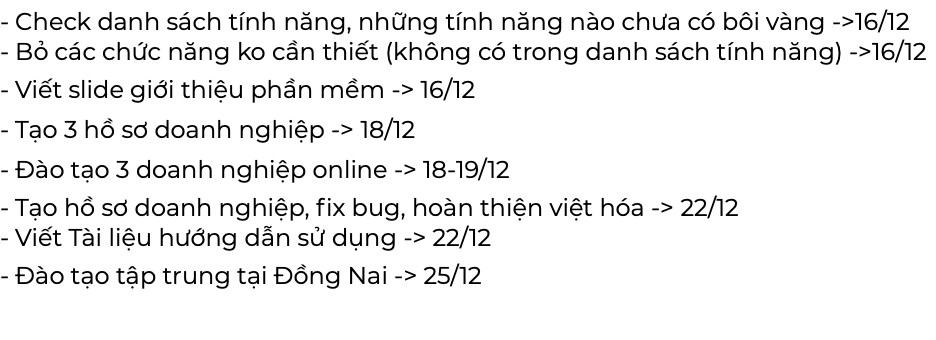 - Check danh sách tính năng, những tính năng nào chưa có bôi vàng ->16/12
- Bỏ các chức năng ko cần thiết (không có trong danh sách tính năng) ->16/12
- Viết slide giới thiệu phần mềm -> 16/12
- Tạo 3 hồ sơ doanh nghiệp -> 18/12
- Đào tạo 3 doanh nghiệp online -> 18-19/12
- Tạo hồ sơ doanh nghiệp, fix bug, hoàn thiện việt hóa -> 22/12
- Viết Tài liệu hướng dẫn sử dụng -> 22/12
- Đào tạo tập trung tại Đồng Nai -> 25/12